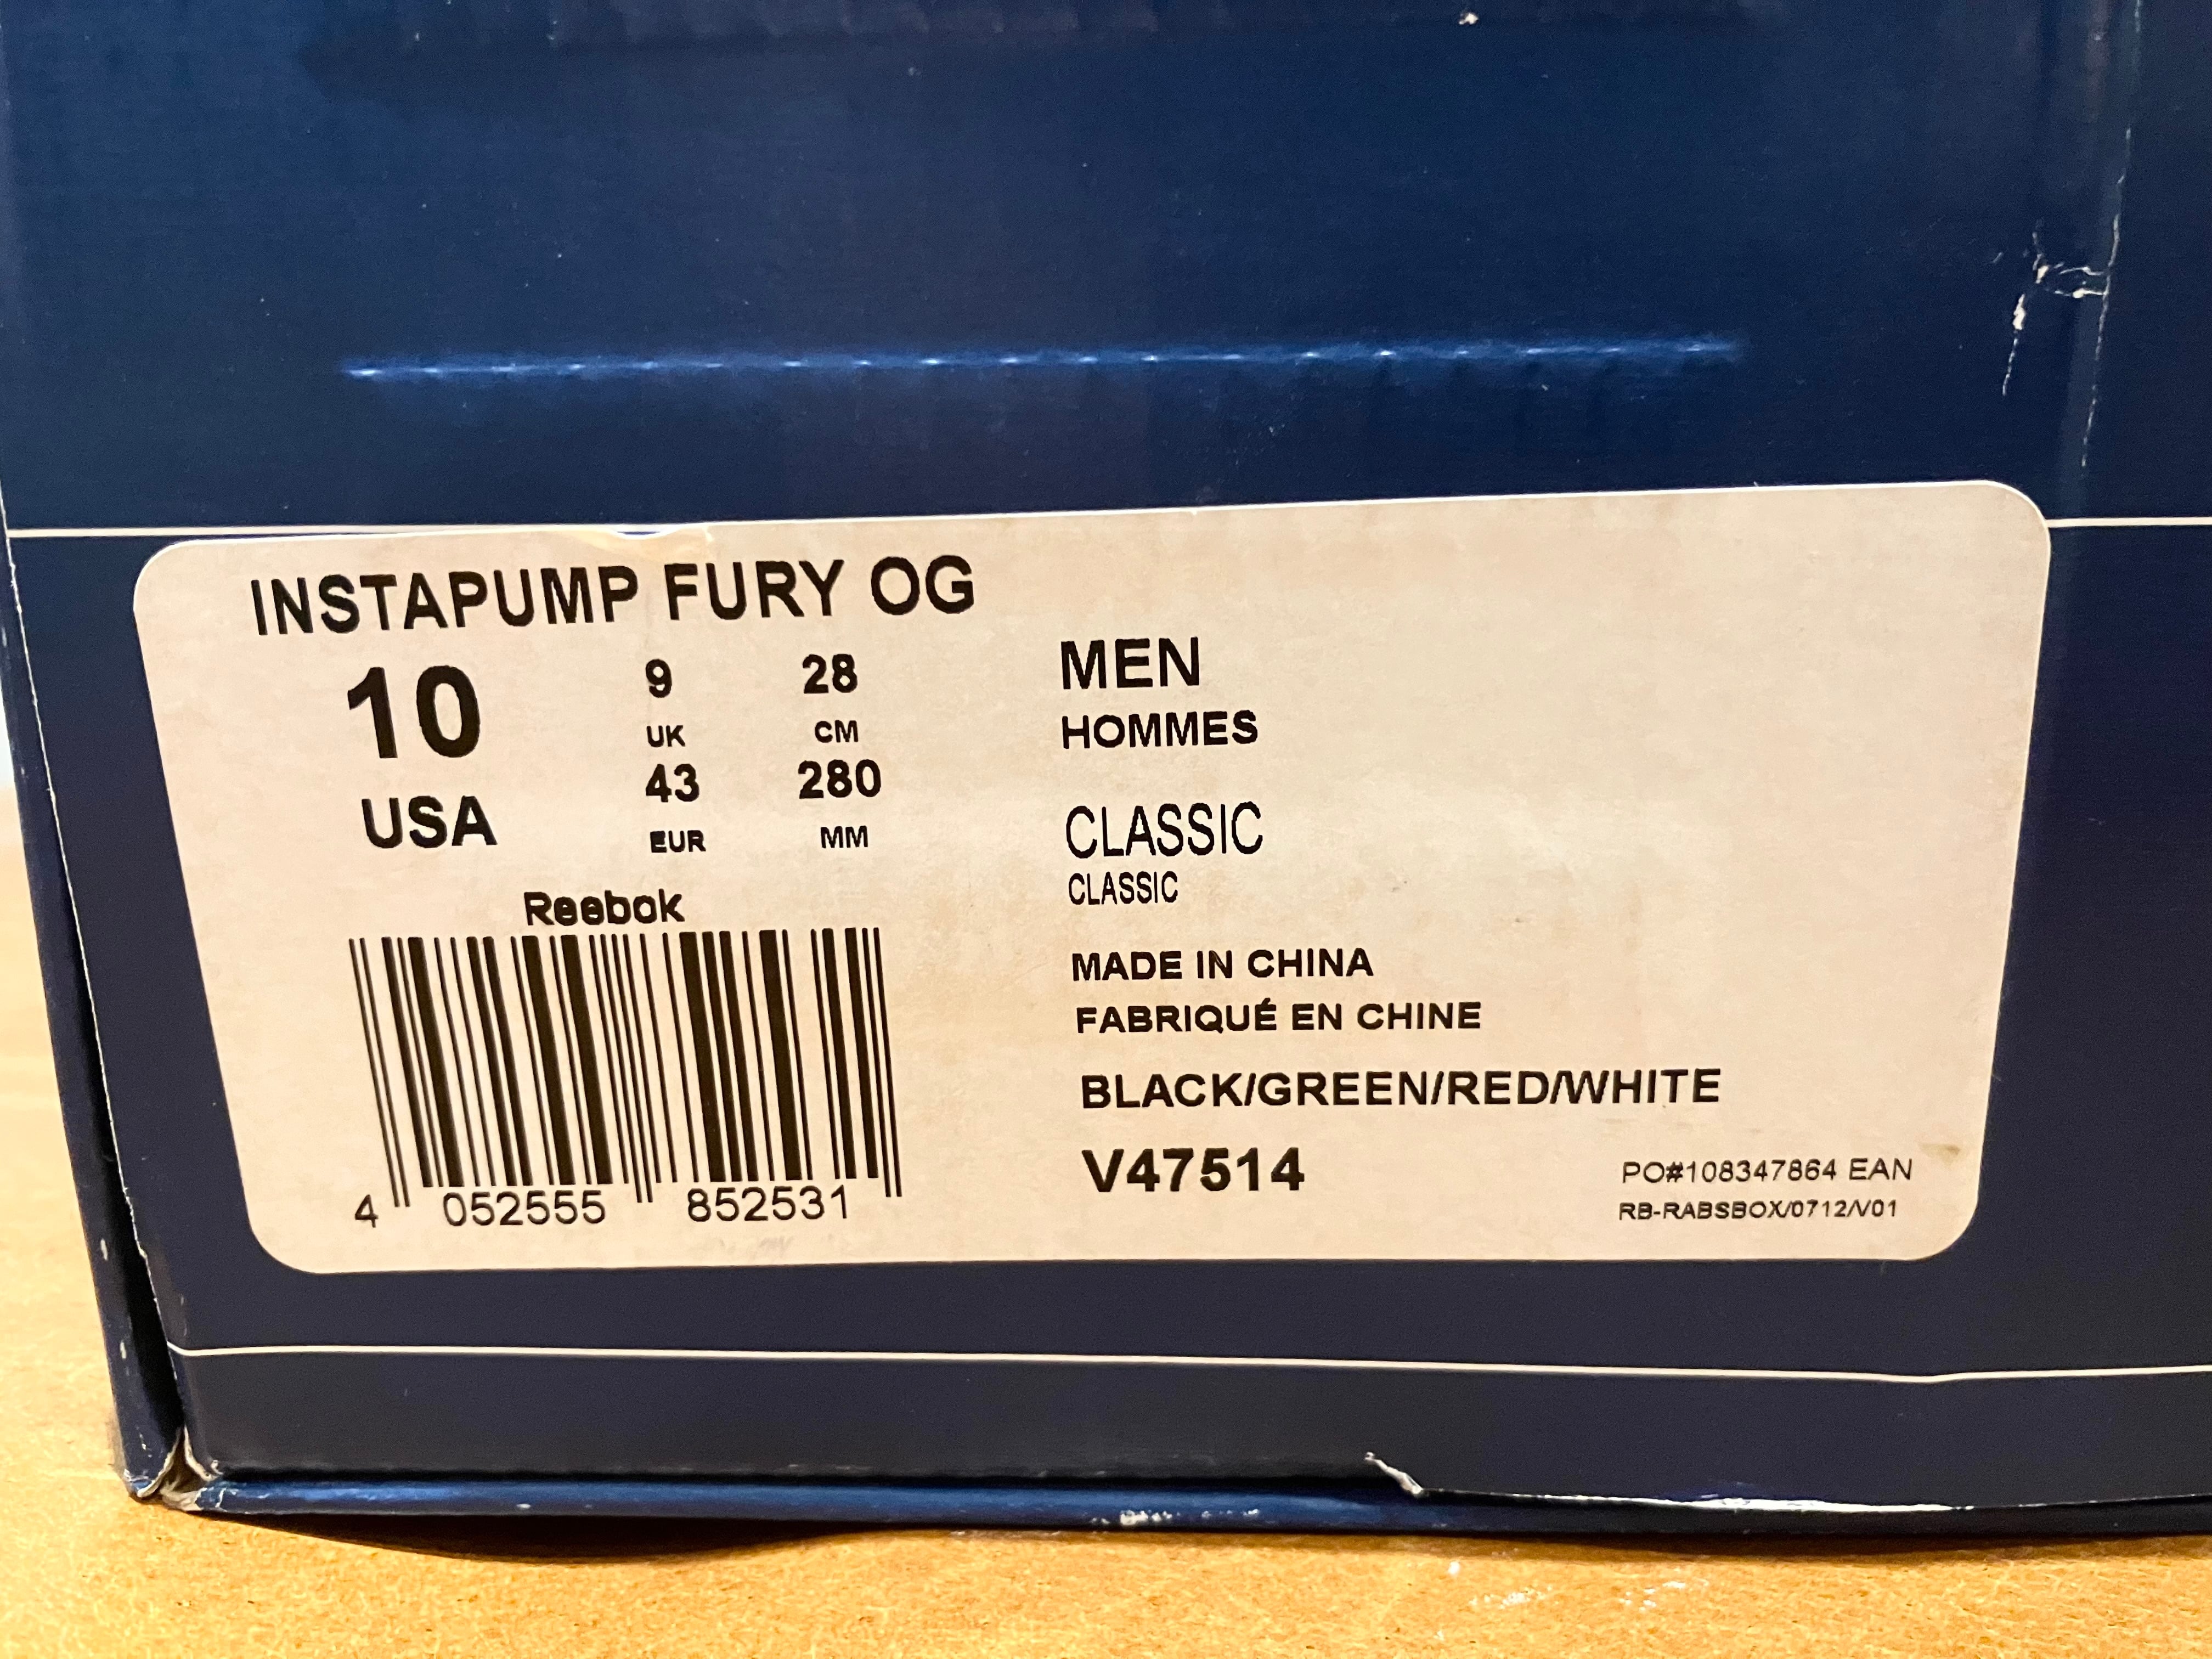 INSTAPUMP FURY OG
10
USA
9
UK
43
EUR
28
CM
280
MM
Reebok
4 052555 852531
MEN
HOMMES
CLASSIC
CLASSIC
MADE IN CHINA
FABRIQUÉ EN CHINE
BLACK/GREEN/RED/WHITE
V47514
PO#108347864 EAN
RB-RABSBOX/0712/V01